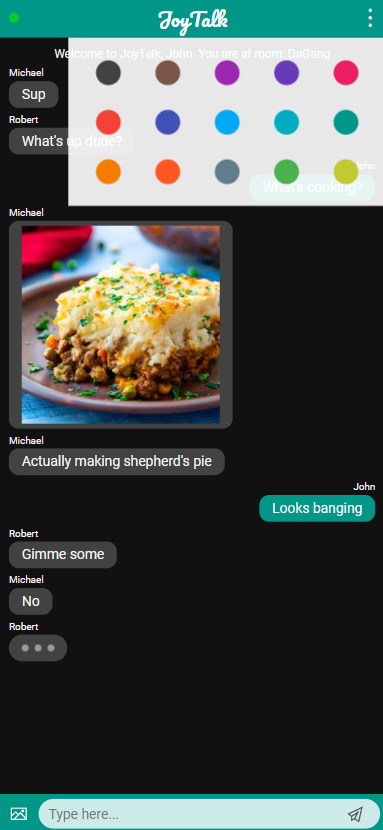 JoyTalk
Welcome to JoyTalk, John. You are at room: DaGang
Michael
Sup
Robert
What's up dude?
John
What's cooking?
Michael
Michael
Actually making shepherd's pie
John
Looks banging
Robert
Gimme some
Michael
No
Robert
Type here...